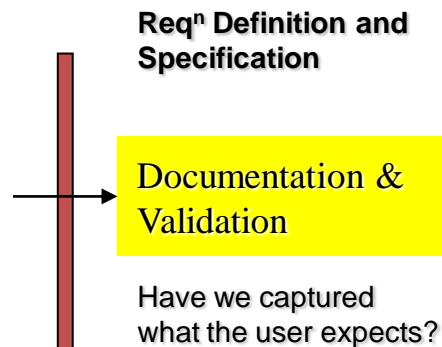 Reqⁿ Definition and
Specification
Documentation &
Validation
Have we captured
what the user expects?